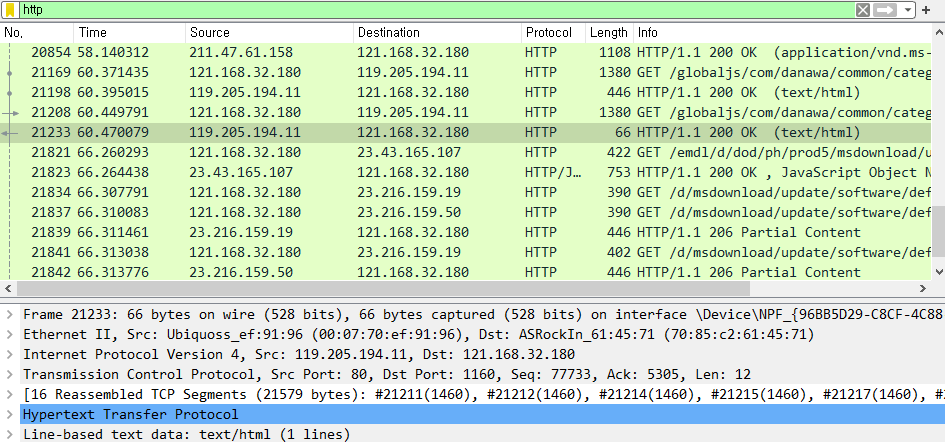 http
No. Time Source Destination Protocol Length Info
20854 58.140312 211.47.61.158 121.168.32.180 HTTP 1108 HTTP/1.1 200 OK (application/vnd.ms-
21169 60.371435 121.168.32.180 119.205.194.11 HTTP 1380 GET /globaljs/com/danawa/common/categ
21198 60.395015 119.205.194.11 121.168.32.180 HTTP 446 HTTP/1.1 200 OK (text/html)
21208 60.449791 121.168.32.180 119.205.194.11 HTTP 1380 GET /globaljs/com/danawa/common/categ
21233 60.470079 119.205.194.11 121.168.32.180 HTTP 66 HTTP/1.1 200 OK (text/html)
21821 66.260293 121.168.32.180 23.43.165.107 HTTP 422 GET /emdl/d/dod/ph/prod5/msdownload/u
21823 66.264438 23.43.165.107 121.168.32.180 HTTP/J… 753 HTTP/1.1 200 OK , JavaScript Object N
21834 66.307791 121.168.32.180 23.216.159.19 HTTP 390 GET /d/msdownload/update/software/def
21837 66.310083 121.168.32.180 23.216.159.50 HTTP 390 GET /d/msdownload/update/software/def
21839 66.311461 23.216.159.19 121.168.32.180 HTTP 446 HTTP/1.1 206 Partial Content
21841 66.313038 121.168.32.180 23.216.159.19 HTTP 402 GET /d/msdownload/update/software/def
21842 66.313776 23.216.159.50 121.168.32.180 HTTP 446 HTTP/1.1 206 Partial Content
Frame 21233: 66 bytes on wire (528 bits), 66 bytes captured (528 bits) on interface \Device\NPF_{96BB5D29-C8CF-4C88
Ethernet II, Src: Ubiquoss_ef:91:96 (00:07:70:ef:91:96), Dst: ASRockIn_61:45:71 (70:85:c2:61:45:71)
Internet Protocol Version 4, Src: 119.205.194.11, Dst: 121.168.32.180
Transmission Control Protocol, Src Port: 80, Dst Port: 1160, Seq: 77733, Ack: 5305, Len: 12
[16 Reassembled TCP Segments (21579 bytes): #21211(1460), #21212(1460), #21214(1460), #21215(1460), #21217(1460), #2
Hypertext Transfer Protocol
Line-based text data: text/html (1 lines)